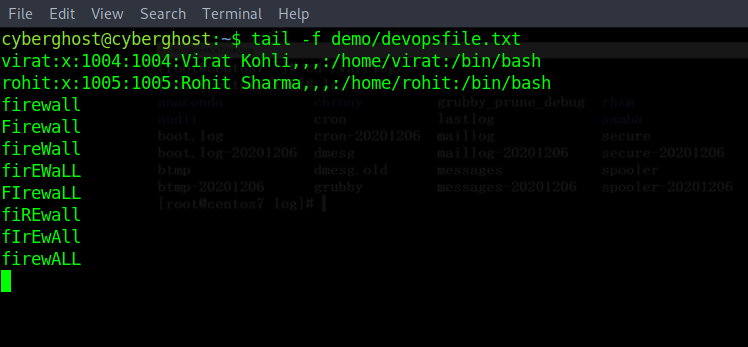 File Edit View Search Terminal Help
cyberghost@cyberghost:~$ tail -f demo/devopsfile.txt
virat:x:1004:1004:Virat Kohli,,,:/home/virat:/bin/bash
rohit:x:1005:1005:Rohit Sharma,,,:/home/rohit:/bin/bash
firewall
Firewall
fireWall
firEWaLL
FIrewaLL
fiREwall
fIrEwAll
firewALL
anaconda chrony grubby_prune_debug rhsm
audit cron lastlog samba
boot.log cron-20201206 maillog secure
boot.log-20201206 dmesg maillog-20201206 secure-20201206
btmp dmesg.old messages spooler
btmp-20201206 grubby messages-20201206 spooler-20201206
[root@centos7 log]#